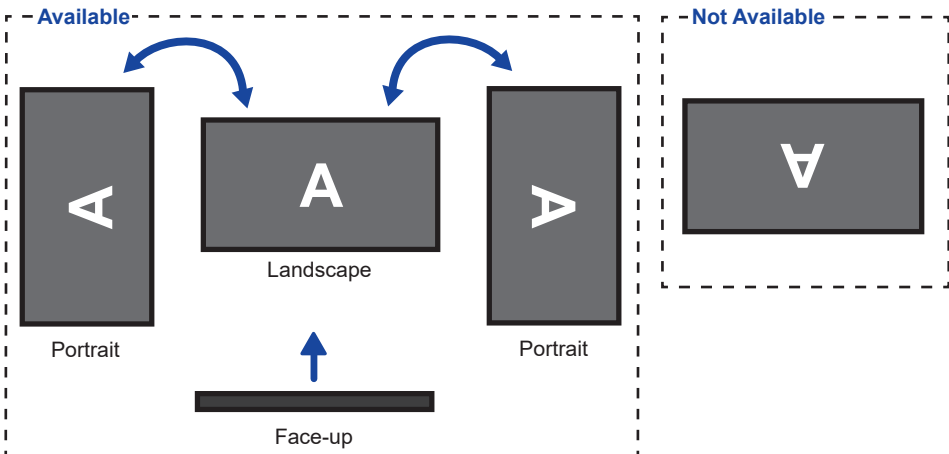 Available
Not Available
A
A
A
A
Landscape
Portrait
Portrait
Face-up